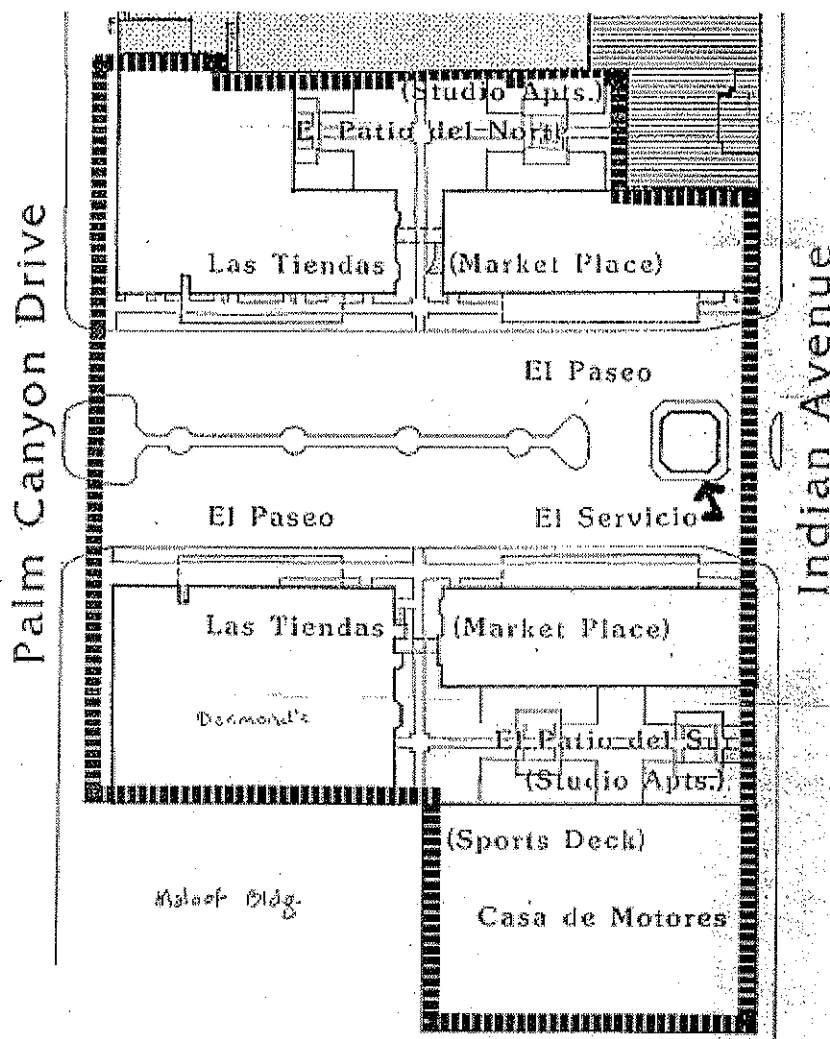 (Studio Apts.)
El Patio del Norte
Palm Canyon Drive
Las Tiendas
(Market Place)
Indian Avenue
El Paseo
El Paseo
El Servicio
Las Tiendas
(Market Place)
Desmond's
El Patio del Sur
(Studio Apts.)
(Sports Deck)
Maloof Bldg.
Casa de Motores